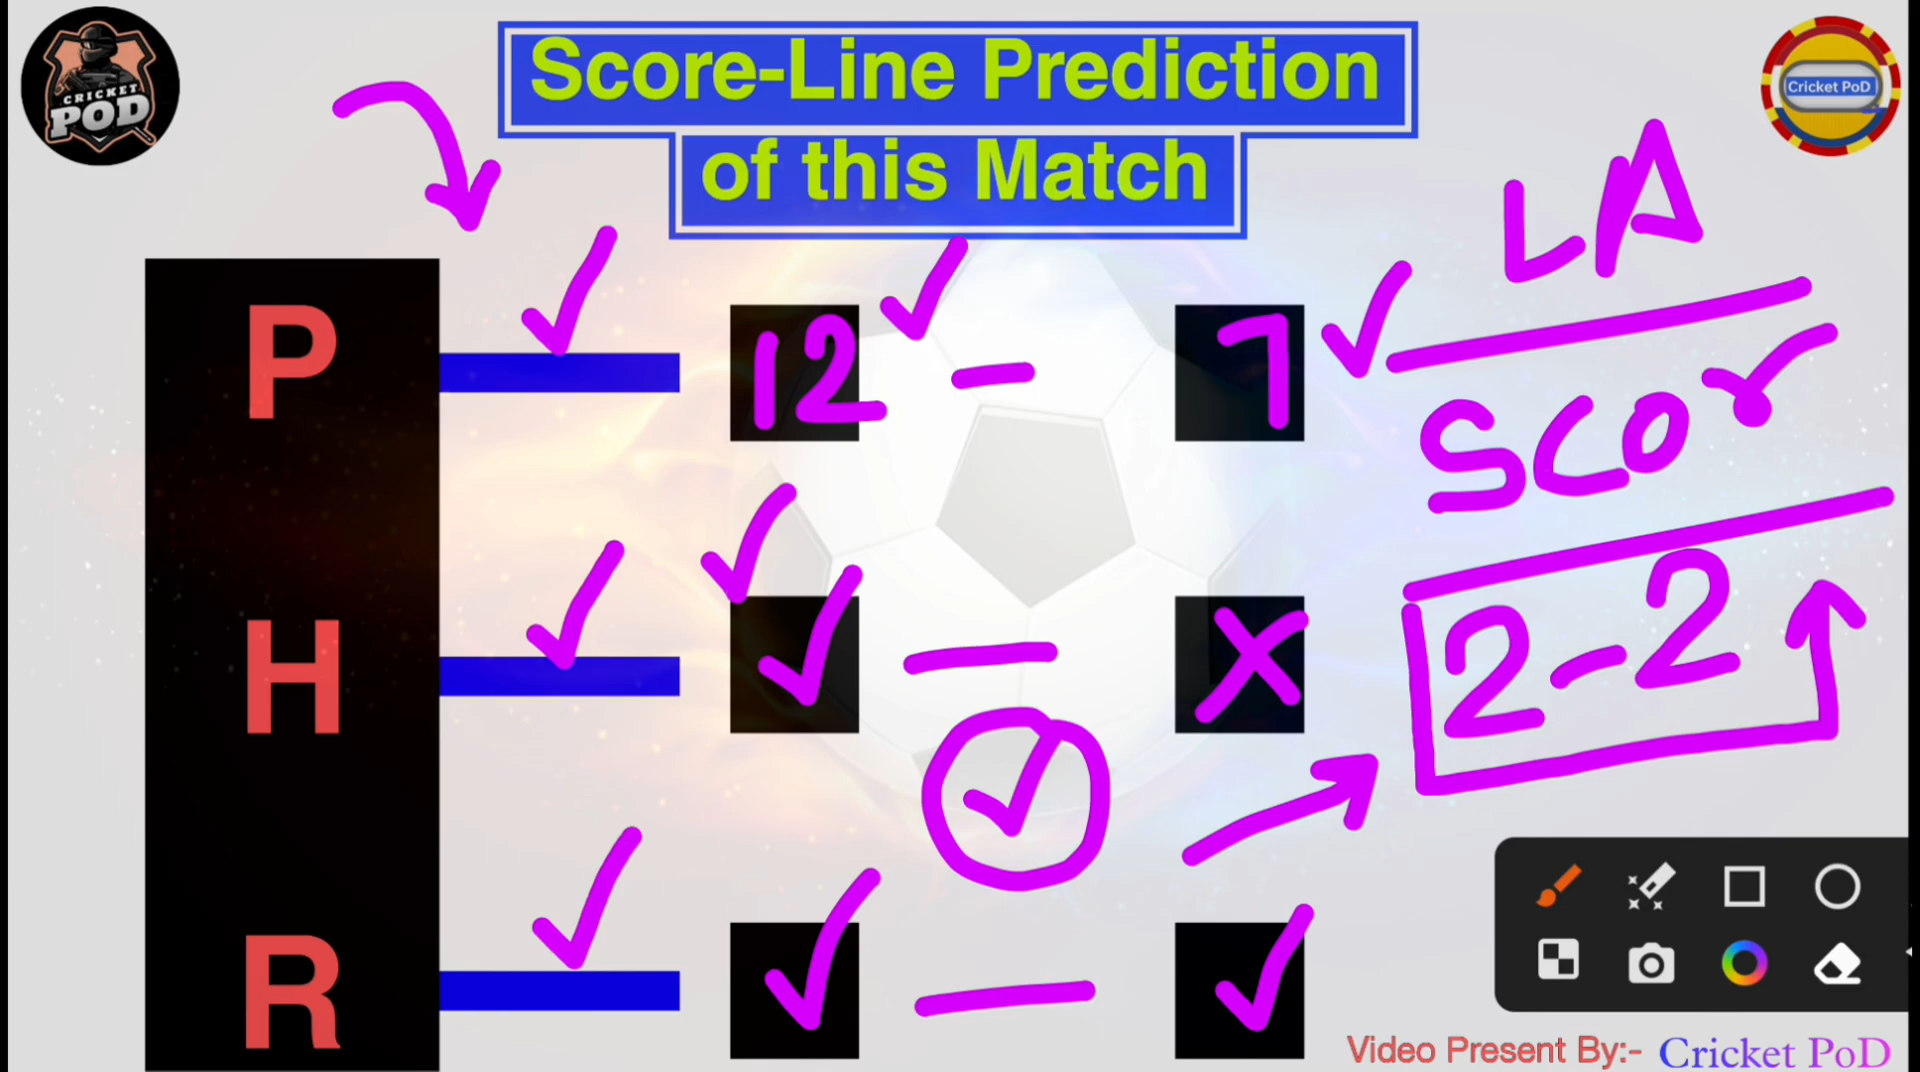 CRICKET
POD
Score-Line Prediction
of this Match
Cricket PoD
LA
P
12 - 7
Scor
H
2-2
R
Video Present By:- Cricket PoD